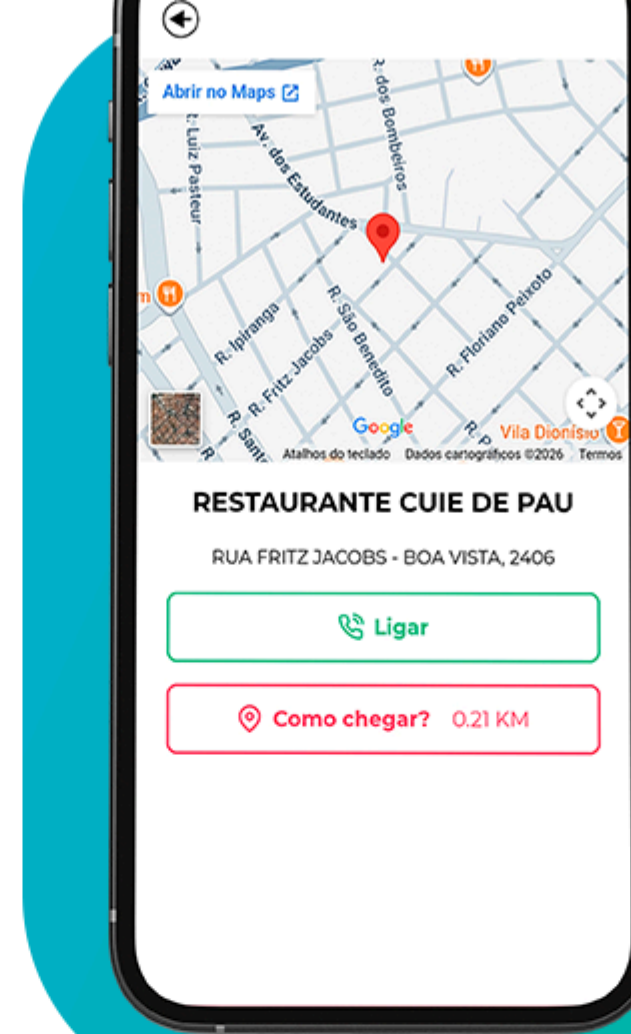 Abrir no Maps
R. dos Bombeiros
R. Luiz Pasteur
Av. dos Estudantes
R. Ipiranga
R. São Benedito
R. Floriano Peixoto
R. Fritz Jacobs
R. Santa
R. P
Google
Vila Dionísio
Atalhos do teclado Dados cartográficos ©2026 Termos
RESTAURANTE CUIE DE PAU
RUA FRITZ JACOBS - BOA VISTA, 2406
Ligar
Como chegar? 0.21 KM